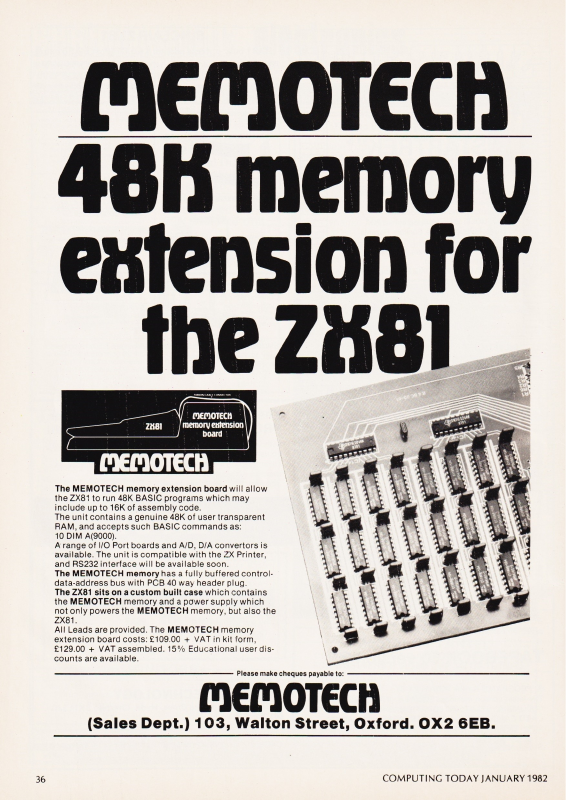 MEMOTECH
48K memory
extension for
the ZX81
ZX81
MEMOTECH
memory extension
board
MEMOTECH
The MEMOTECH memory extension board will allow
the ZX81 to run 48K BASIC programs which may
include up to 16K of assembly code.
The unit contains a genuine 48K of user transparent
RAM, and accepts such BASIC commands as:
10 DIM A(9000).
A range of I/O Port boards and A/D, D/A convertors is
available. The unit is compatible with the ZX Printer,
and RS232 interface will be available soon.
The MEMOTECH memory has a fully buffered control-
data-address bus with PCB 40 way header plug.
The ZX81 sits on a custom built case which contains
the MEMOTECH memory and a power supply which
not only powers the MEMOTECH memory, but also the
ZX81.
All Leads are provided. The MEMOTECH memory
extension board costs: £109.00 + VAT in kit form,
£129.00 + VAT assembled. 15% Educational user dis-
counts are available.
Please make cheques payable to:
MEMOTECH
(Sales Dept.) 103, Walton Street, Oxford. OX2 6EB.
36
COMPUTING TODAY JANUARY 1982